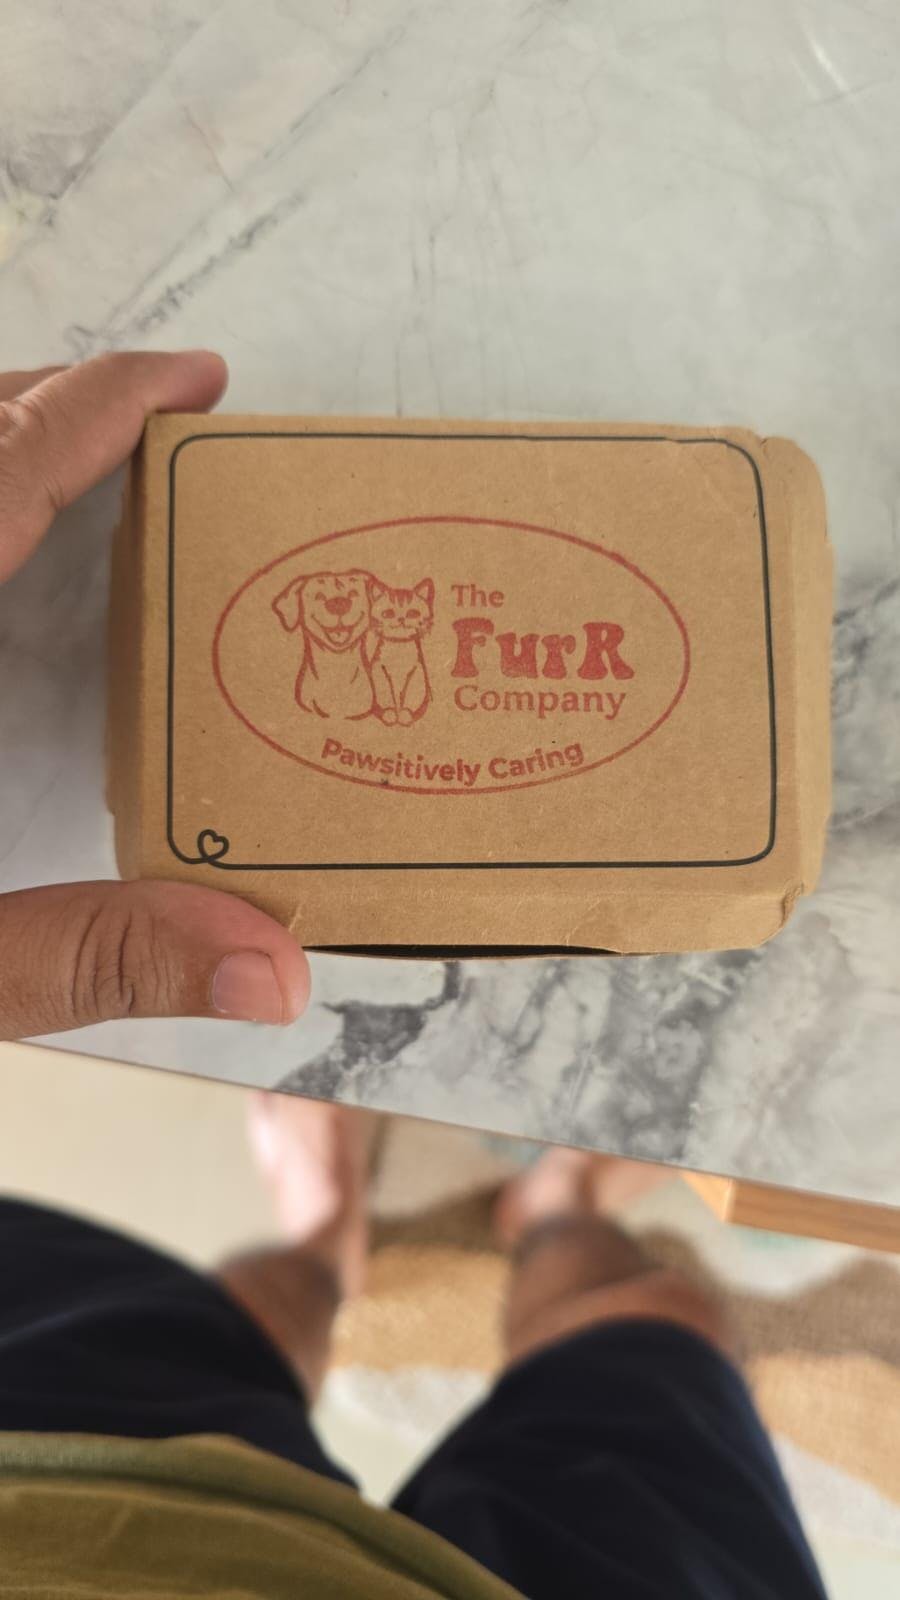 The
FurR
Company
Pawsitively Caring